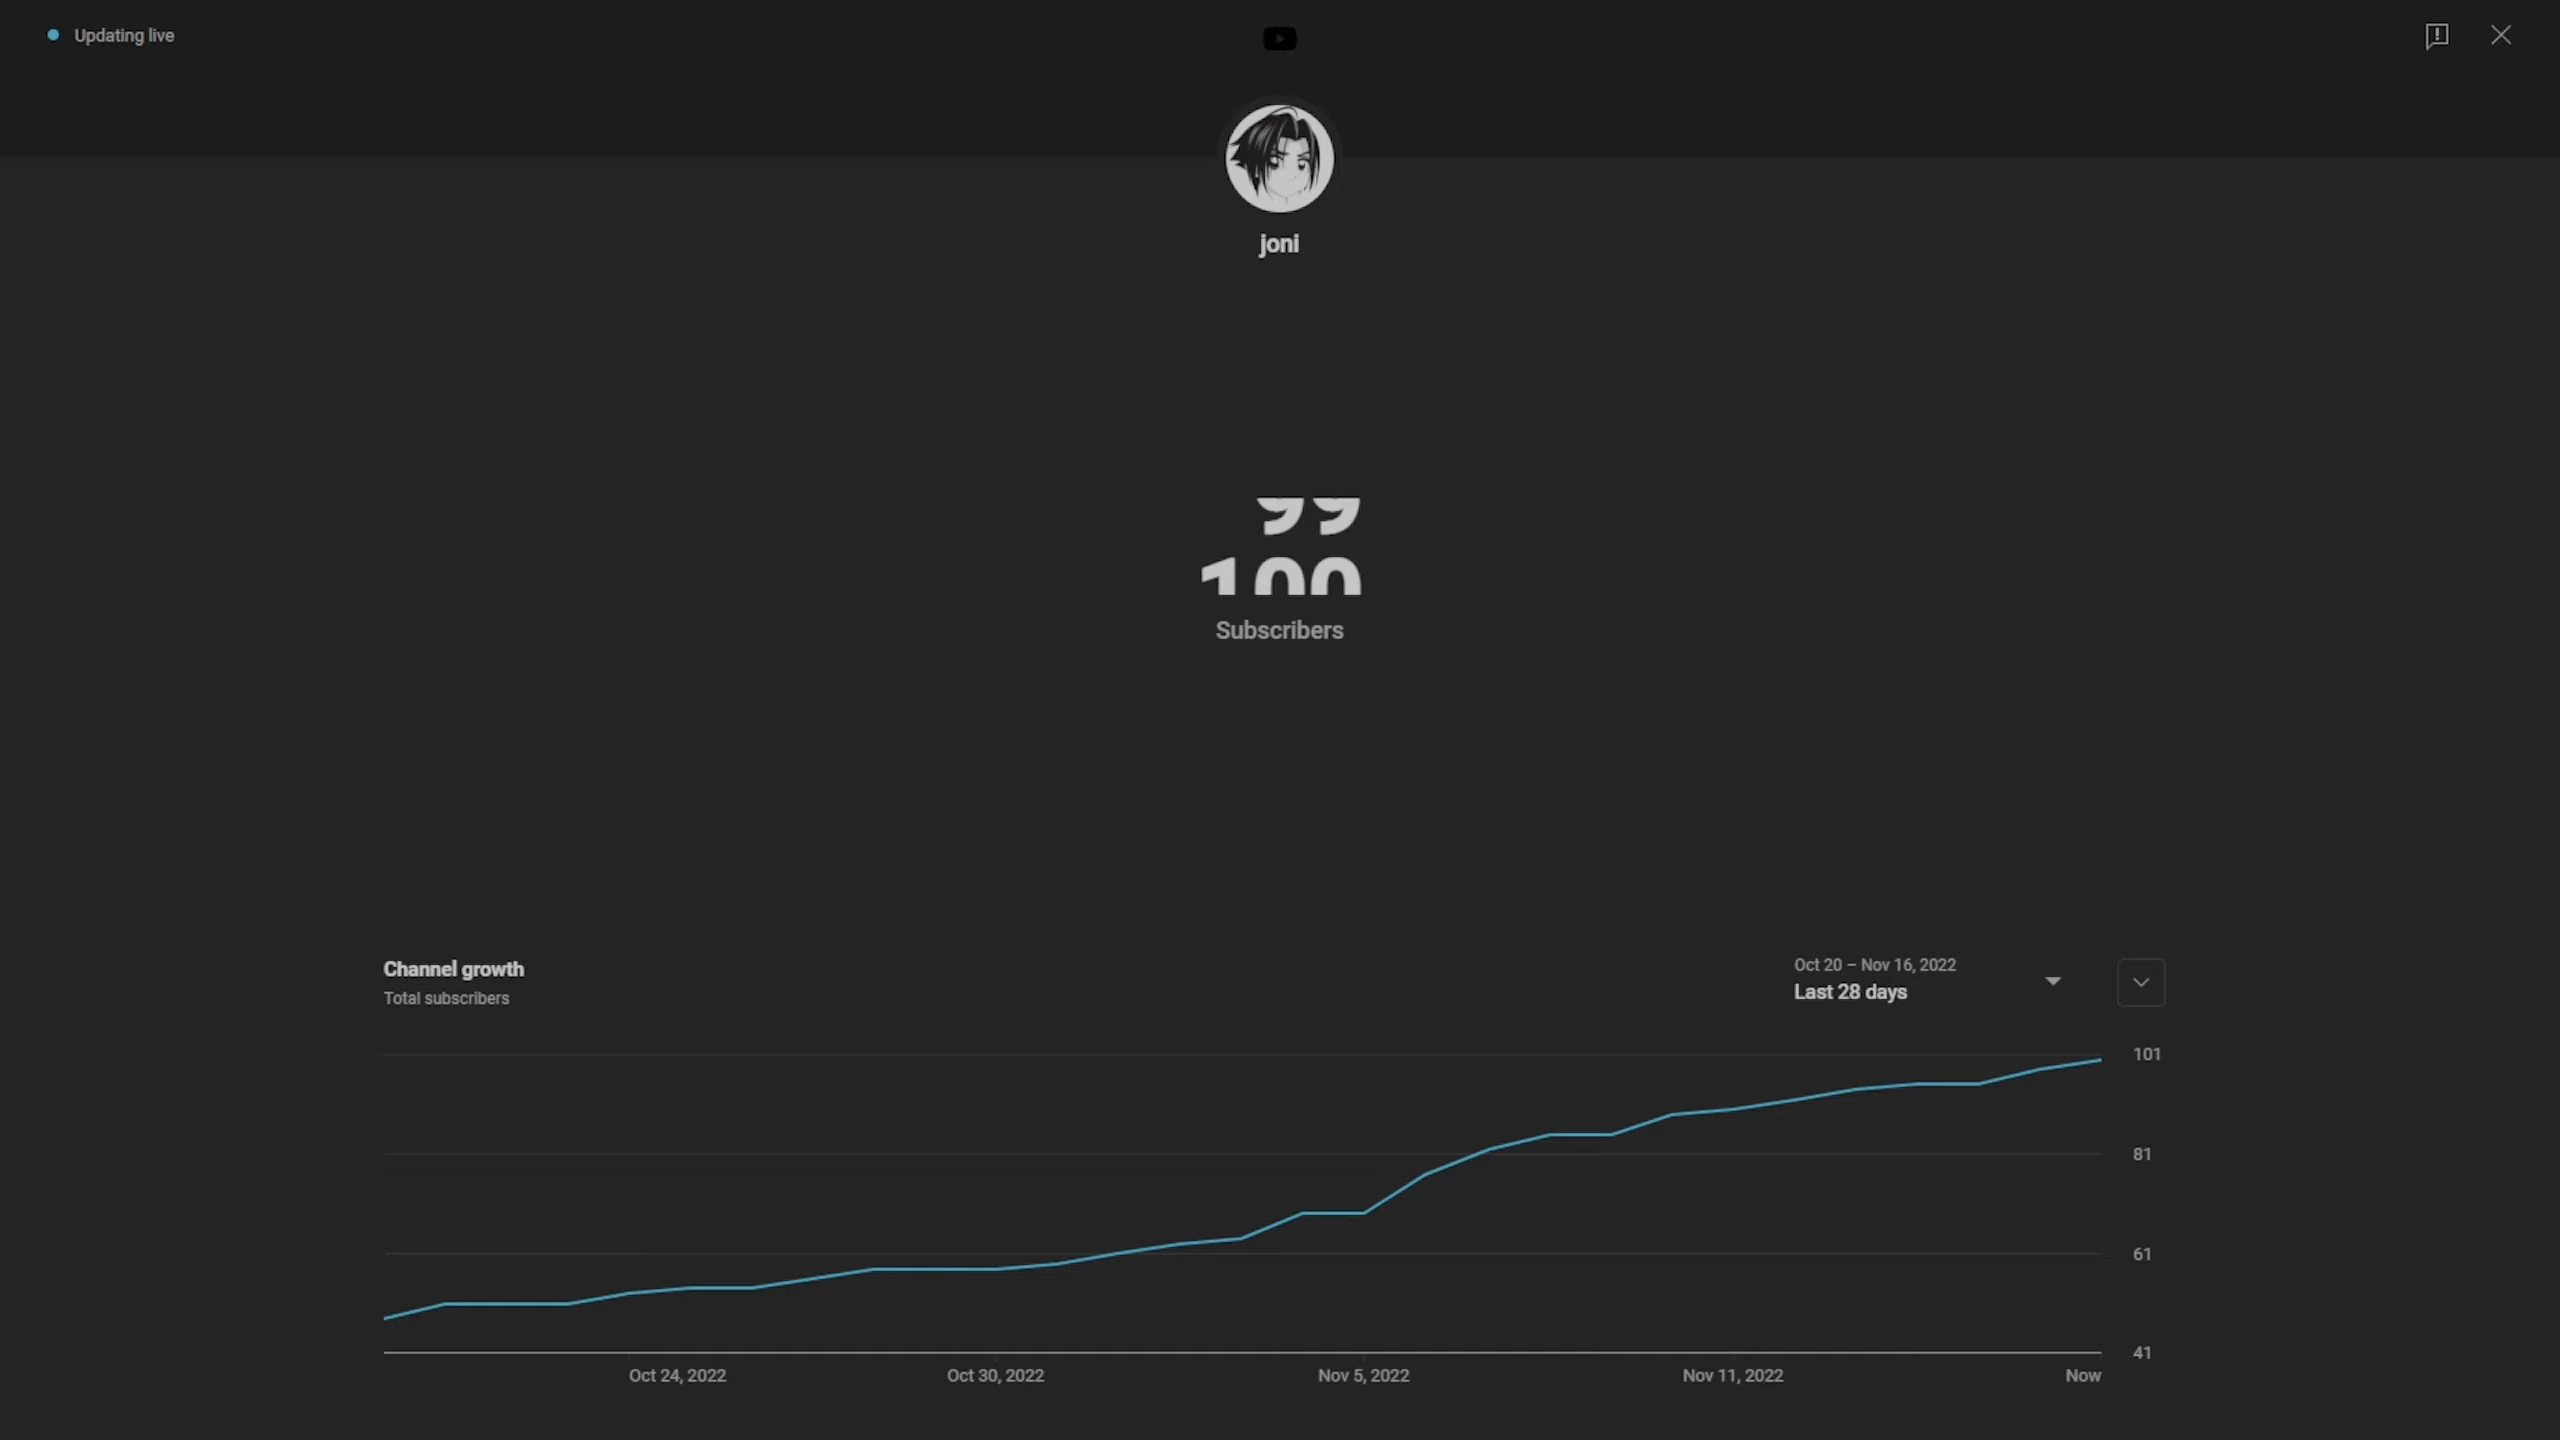 Updating live
joni
99
100
Subscribers
Channel growth
Total subscribers
Oct 20 – Nov 16, 2022
Last 28 days
101
81
61
41
Oct 24, 2022
Oct 30, 2022
Nov 5, 2022
Nov 11, 2022
Now